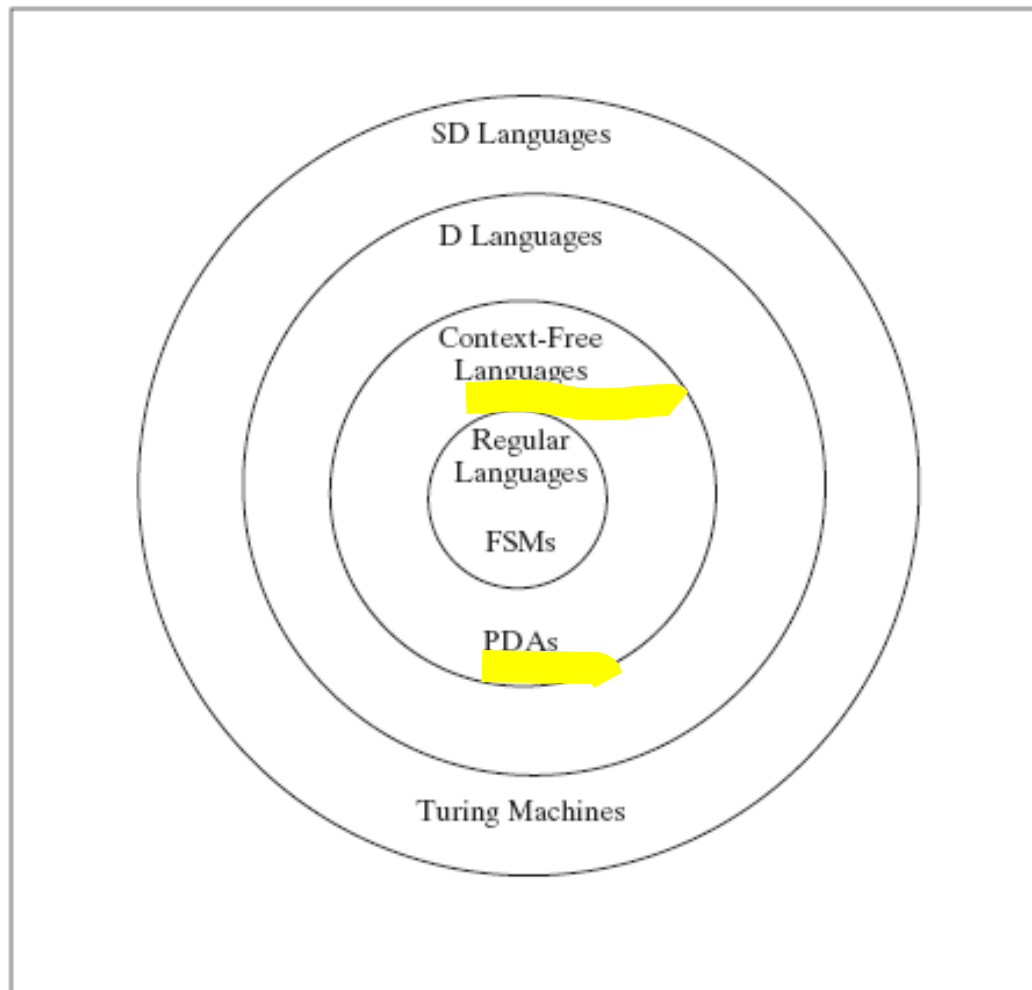 SD Languages
D Languages
Context-Free
Languages
Regular
Languages
FSMs
PDAs
Turing Machines